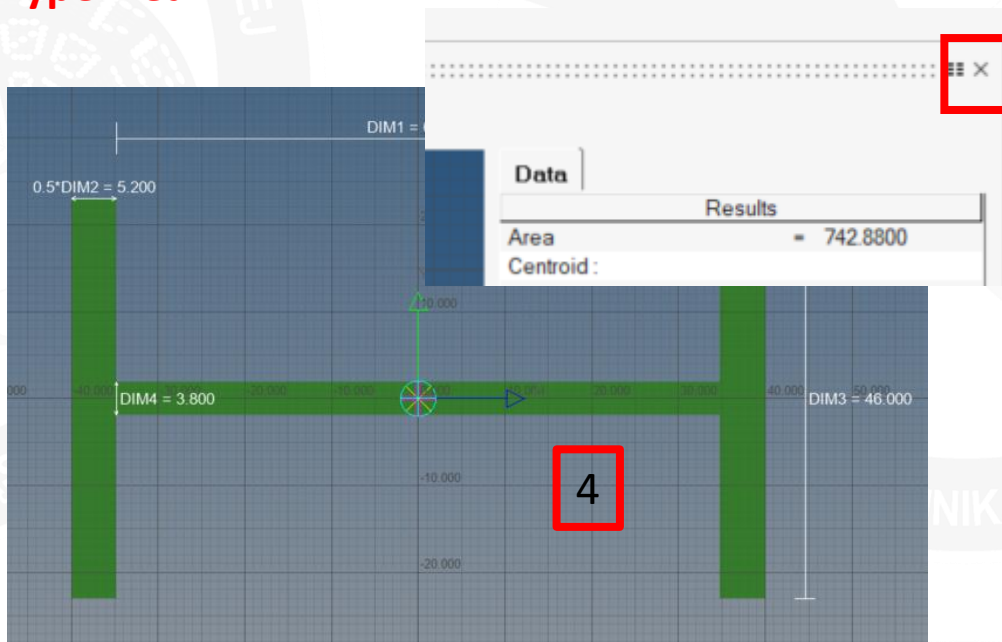 DIM1 =
0.5*DIM2 = 5.200
Data
Results
Area = 742.8800
Centroid :
10.000
-40.000 -30.000 -20.000 -10.000 10.000 20.000 30.000 40.000 50.000
DIM4 = 3.800
DIM3 = 46.000
-10.000
4
-20.000